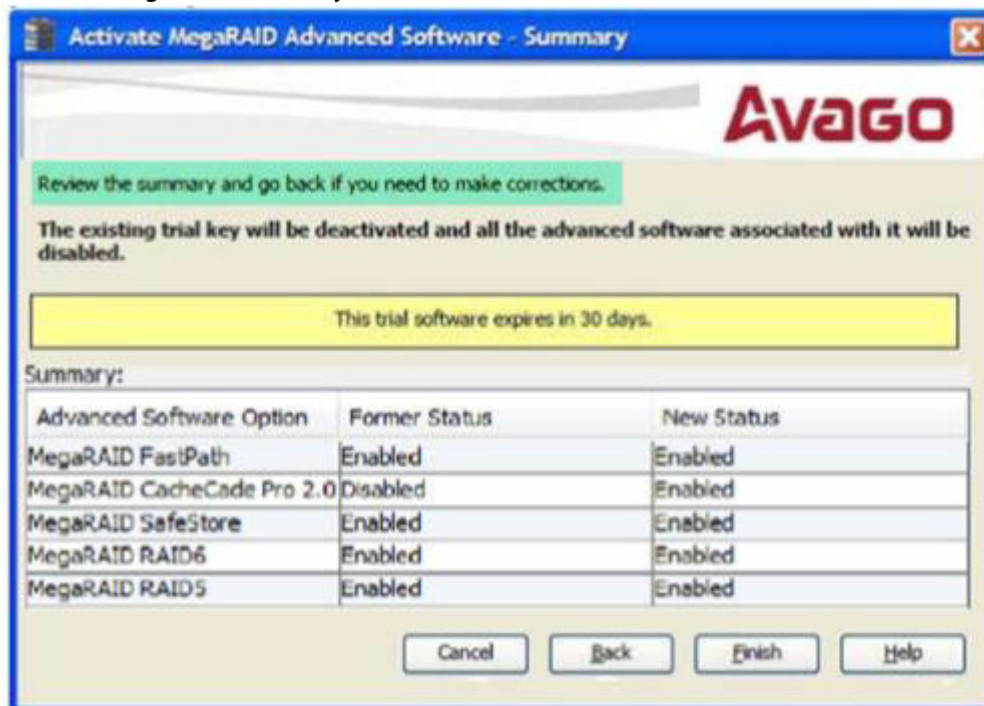 Activate MegaRAID Advanced Software - Summary
Avago
Review the summary and go back if you need to make corrections.
The existing trial key will be deactivated and all the advanced software associated with it will be
disabled.
This trial software expires in 30 days.
Summary:
Advanced Software Option Former Status New Status
MegaRAID FastPath Enabled Enabled
MegaRAID CacheCade Pro 2.0 Disabled Enabled
MegaRAID SafeStore Enabled Enabled
MegaRAID RAID6 Enabled Enabled
MegaRAID RAID5 Enabled Enabled
Cancel Back Finish Help